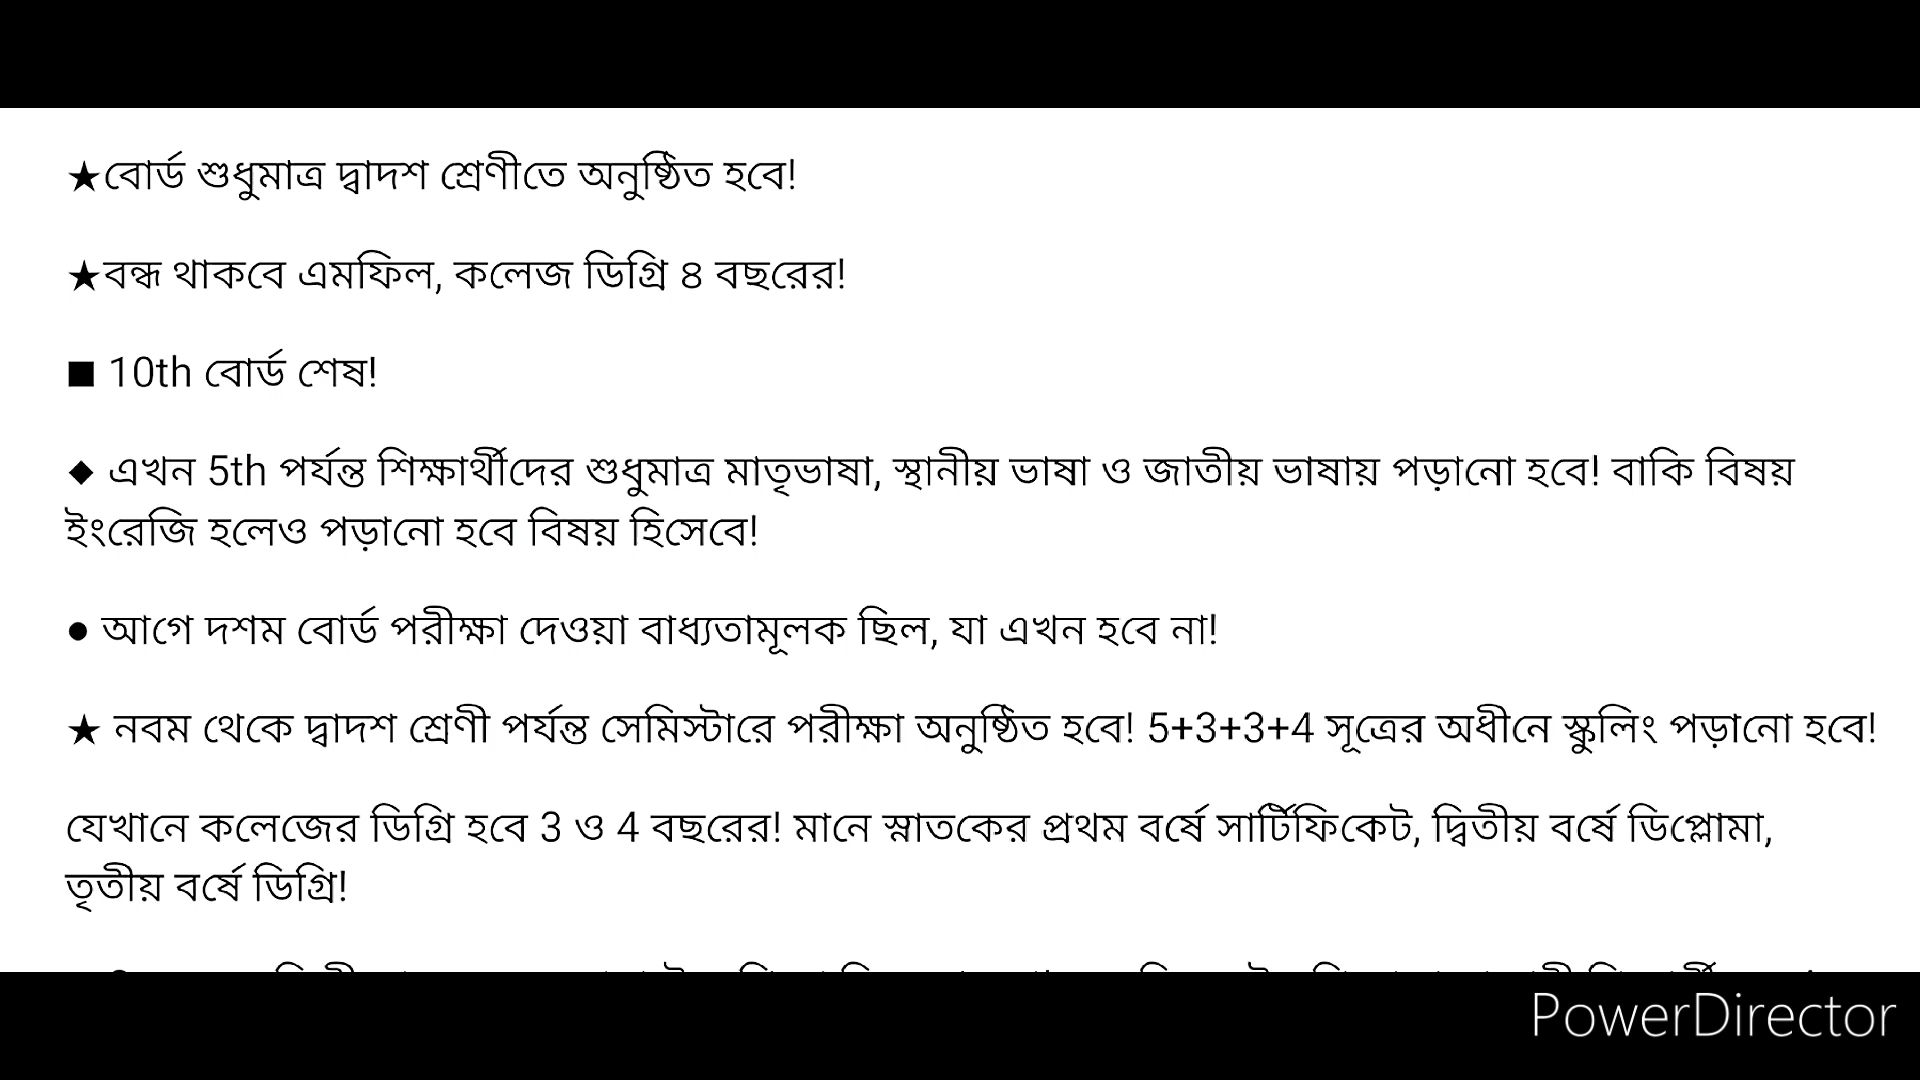 ★বোর্ড শুধুমাত্র দ্বাদশ শ্রেণীতে অনুষ্ঠিত হবে!
★বন্ধ থাকবে এমফিল, কলেজ ডিগ্রি ৪ বছরের!
■ 10th বোর্ড শেষ!
◆ এখন 5th পর্যন্ত শিক্ষার্থীদের শুধুমাত্র মাতৃভাষা, স্থানীয় ভাষা ও জাতীয় ভাষায় পড়ানো হবে! বাকি বিষয়
ইংরেজি হলেও পড়ানো হবে বিষয় হিসেবে!
● আগে দশম বোর্ড পরীক্ষা দেওয়া বাধ্যতামূলক ছিল, যা এখন হবে না!
★ নবম থেকে দ্বাদশ শ্রেণী পর্যন্ত সেমিস্টারে পরীক্ষা অনুষ্ঠিত হবে! 5+3+3+4 সূত্রের অধীনে স্কুলিং পড়ানো হবে!
যেখানে কলেজের ডিগ্রি হবে 3 ও 4 বছরের! মানে স্নাতকের প্রথম বর্ষে সার্টিফিকেট, দ্বিতীয় বর্ষে ডিপ্লোমা,
তৃতীয় বর্ষে ডিগ্রি!
PowerDirector